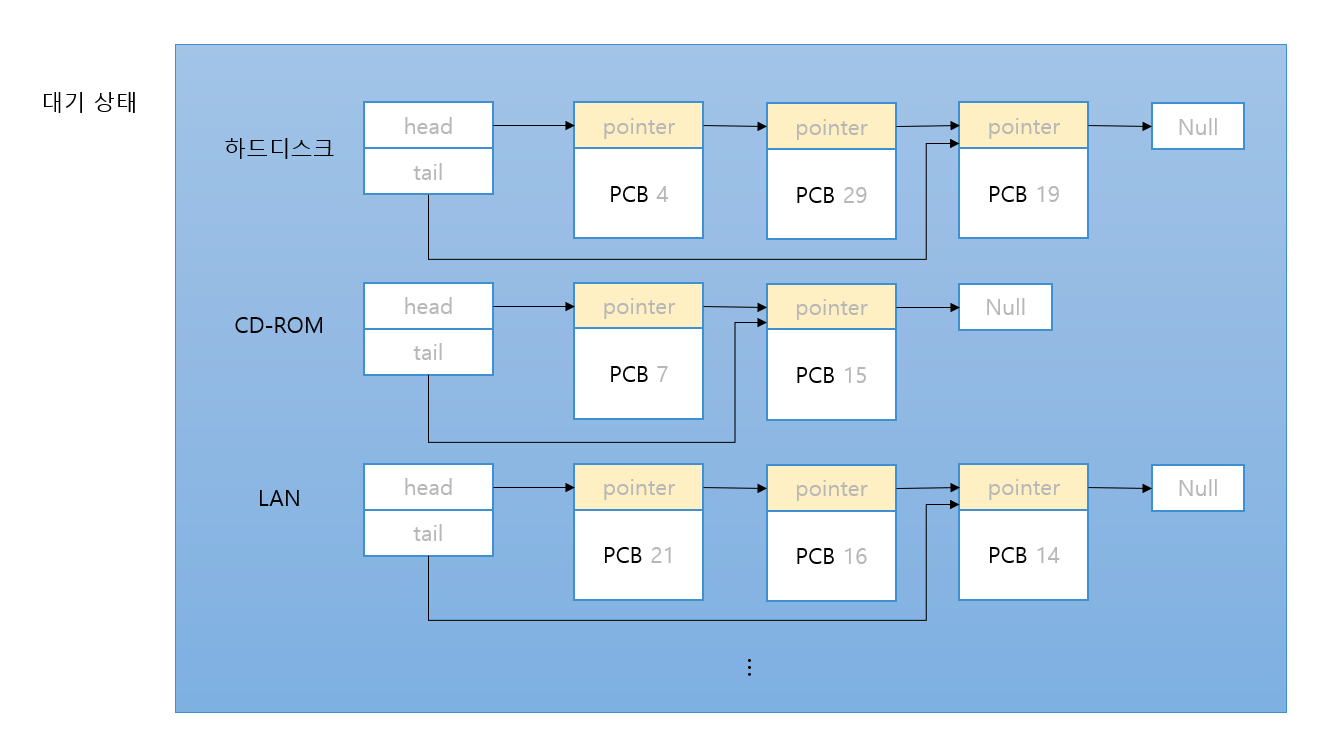 대기 상태
하드디스크
head
tail
pointer
PCB 4
pointer
PCB 29
pointer
PCB 19
Null
CD-ROM
head
tail
pointer
PCB 7
pointer
PCB 15
Null
LAN
head
tail
pointer
PCB 21
pointer
PCB 16
pointer
PCB 14
Null
⋮